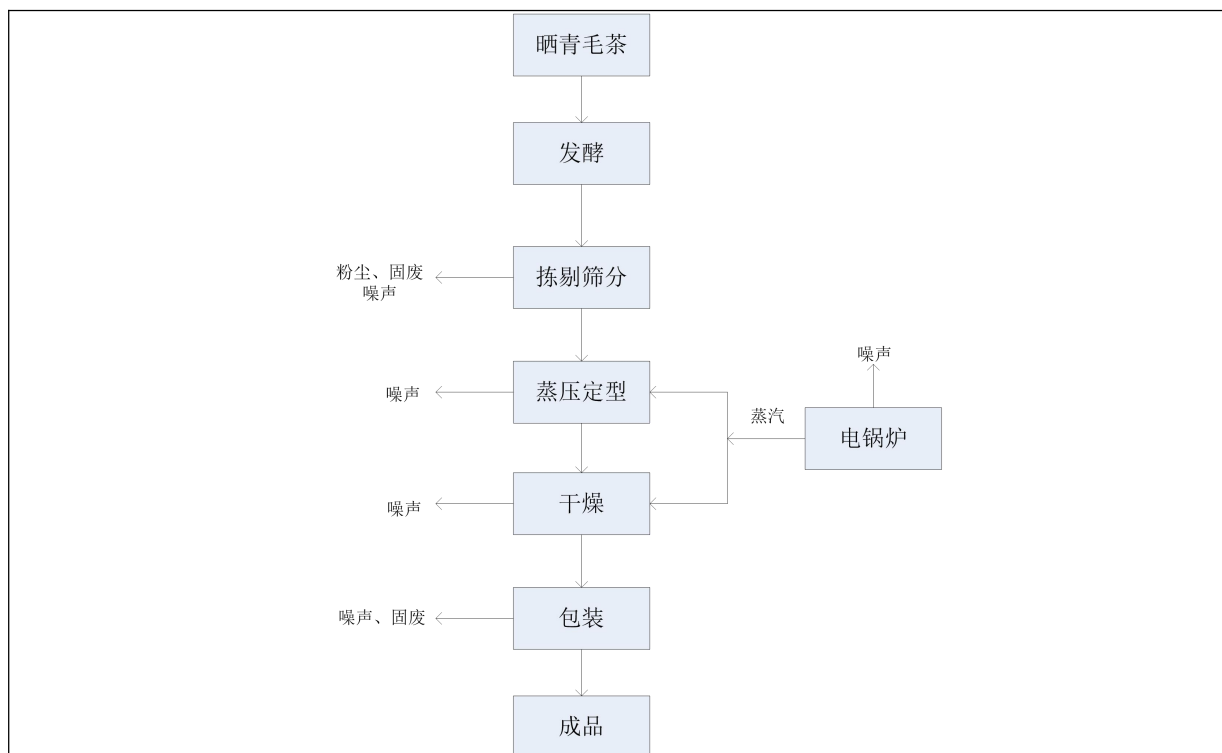 晒青毛茶
发酵
粉尘、固废
噪声
拣剔筛分
噪声
噪声
蒸压定型
蒸汽
电锅炉
噪声
干燥
噪声、固废
包装
成品